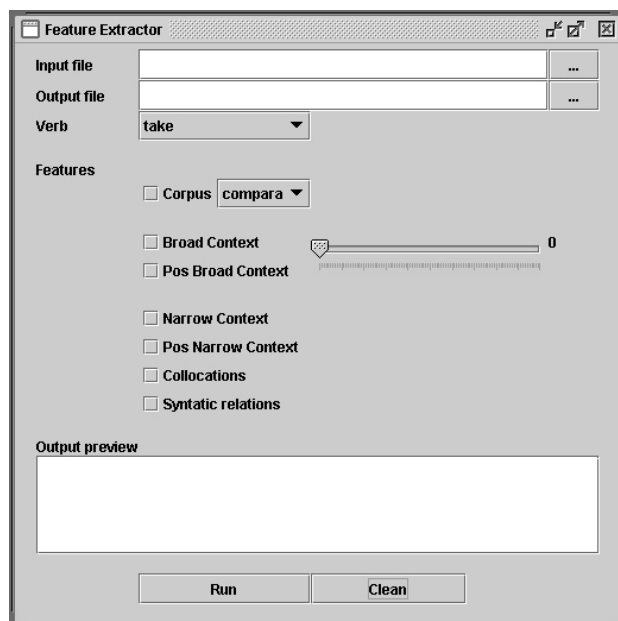 Feature Extractor
Input file
...
Output file
...
Verb take
Features
Corpus compara
Broad Context 0
Pos Broad Context
Narrow Context
Pos Narrow Context
Collocations
Syntatic relations
Output preview
Run Clean